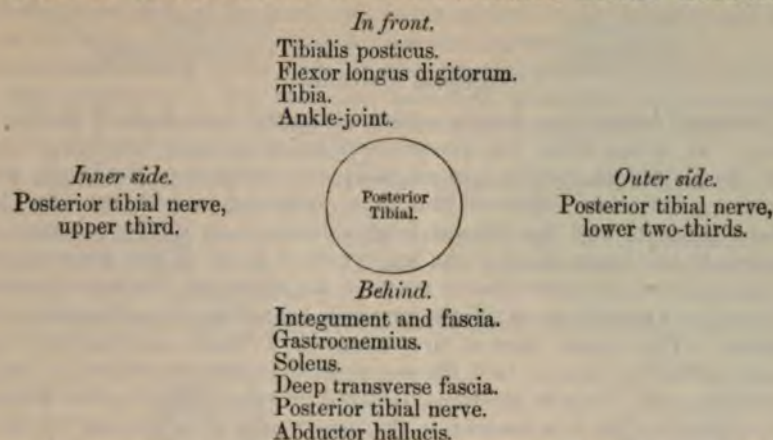 In front.
Tibialis posticus.
Flexor longus digitorum.
Tibia.
Ankle-joint.
Inner side.
Posterior tibial nerve,
upper third.
Posterior
Tibial.
Outer side.
Posterior tibial nerve,
lower two-thirds.
Behind.
Integument and fascia.
Gastrocnemius.
Soleus.
Deep transverse fascia.
Posterior tibial nerve.
Abductor hallucis.